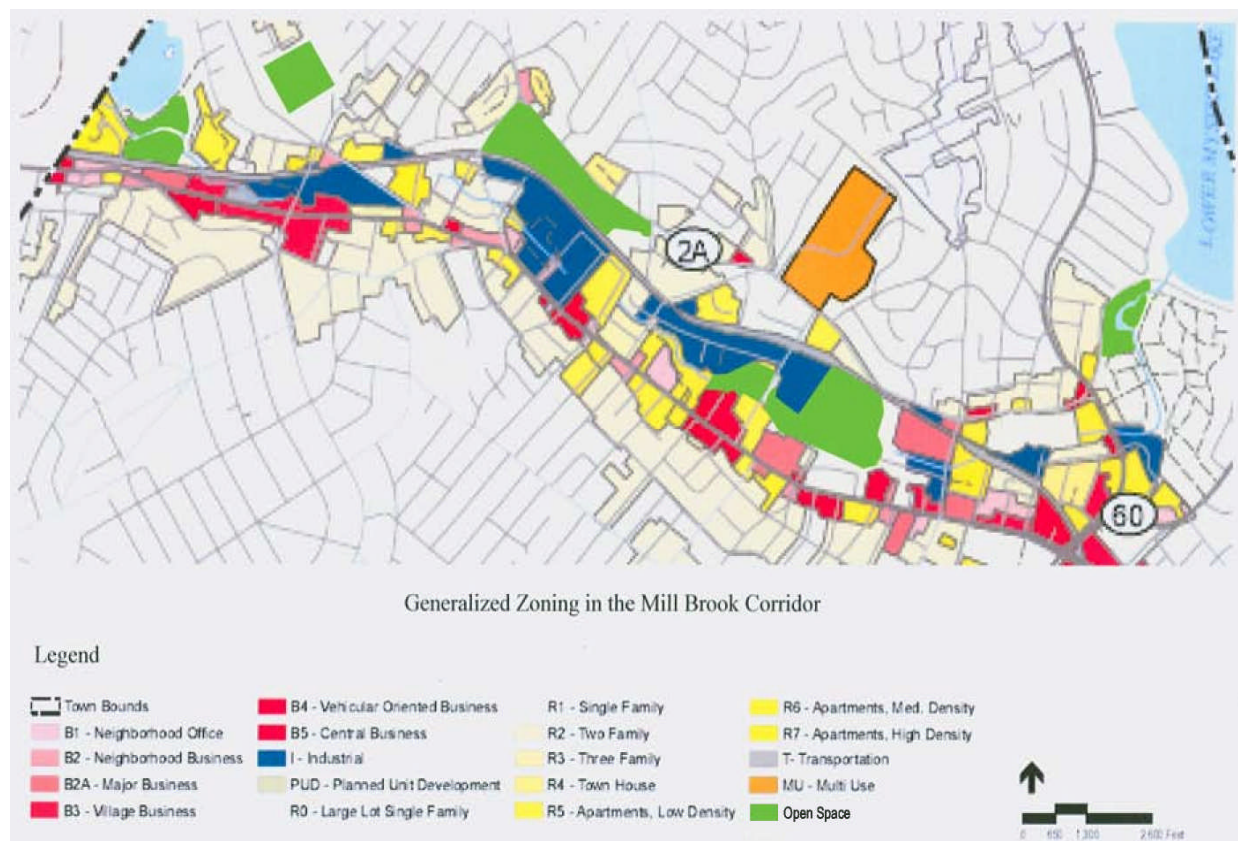 LOWER MYSTIC LAKE
2A
60
Generalized Zoning in the Mill Brook Corridor
Legend
Town Bounds
B1 - Neighborhood Office
B2 - Neighborhood Business
B2A - Major Business
B3 - Village Business
B4 - Vehicular Oriented Business
B5 - Central Business
I - Industrial
PUD - Planned Unit Development
R0 - Large Lot Single Family
R1 - Single Family
R2 - Two Family
R3 - Three Family
R4 - Town House
R5 - Apartments, Low Density
R6 - Apartments, Med. Density
R7 - Apartments, High Density
T- Transportation
MU - Multi Use
Open Space
0 650 1,300 2,600 Feet